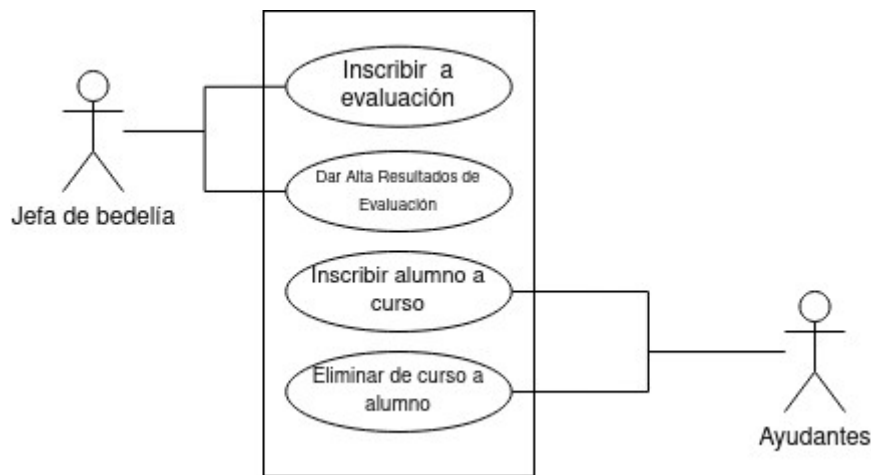 Inscribir a
evaluación
Dar Alta Resultados de
Evaluación
Jefa de bedelía
Inscribir alumno a
curso
Eliminar de curso a
alumno
Ayudantes